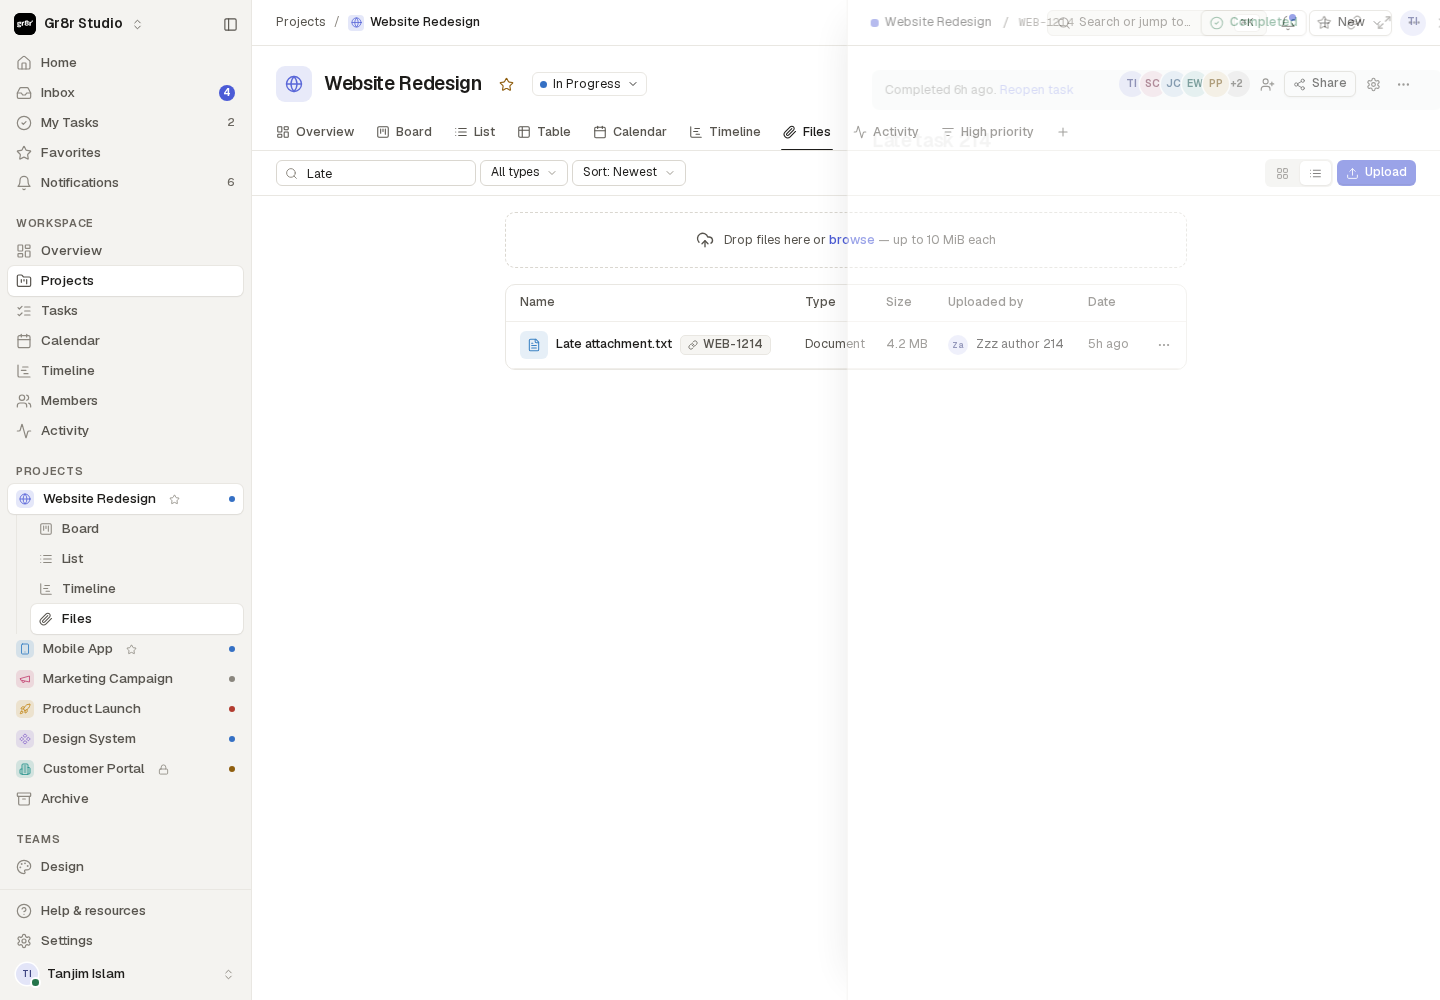 gr8r
Gr8r Studio
Home
Inbox 4
My Tasks 2
Favorites
Notifications 6
WORKSPACE
Overview
Projects
Tasks
Calendar
Timeline
Members
Activity
PROJECTS
Website Redesign
Board
List
Timeline
Files
Mobile App
Marketing Campaign
Product Launch
Design System
Customer Portal
Archive
TEAMS
Design
Help & resources
Settings
TI Tanjim Islam
Projects / Website Redesign
Website Redesign / WEB-1214
Search or jump to... ⌘K
Completed
New
TI
Website Redesign In Progress
TI SC JC EW PP +2 Share
Completed 6h ago. Reopen task
Overview Board List Table Calendar Timeline Files Activity High priority
Late task 214
Late All types Sort: Newest Upload
Drop files here or browse — up to 10 MiB each
Name Type Size Uploaded by Date
Late attachment.txt WEB-1214 Document 4.2 MB Za Zzz author 214 5h ago